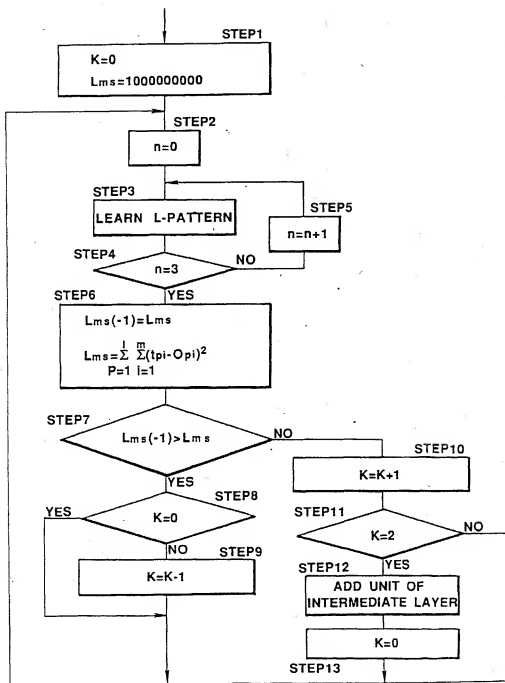 STEP1
K=0
Lms=1000000000
STEP2
n=0
STEP3
LEARN L-PATTERN
STEP5
n=n+1
STEP4
n=3
NO
YES
STEP6
Lms(-1)=Lms
Lms=Σ Σ(tpi-Opi)²
l m
P=1 i=1
STEP7
Lms(-1)>Lms
NO
YES
STEP8
YES
K=0
NO
STEP9
K=K-1
STEP10
K=K+1
STEP11
K=2
NO
YES
STEP12
ADD UNIT OF
INTERMEDIATE LAYER
K=0
STEP13